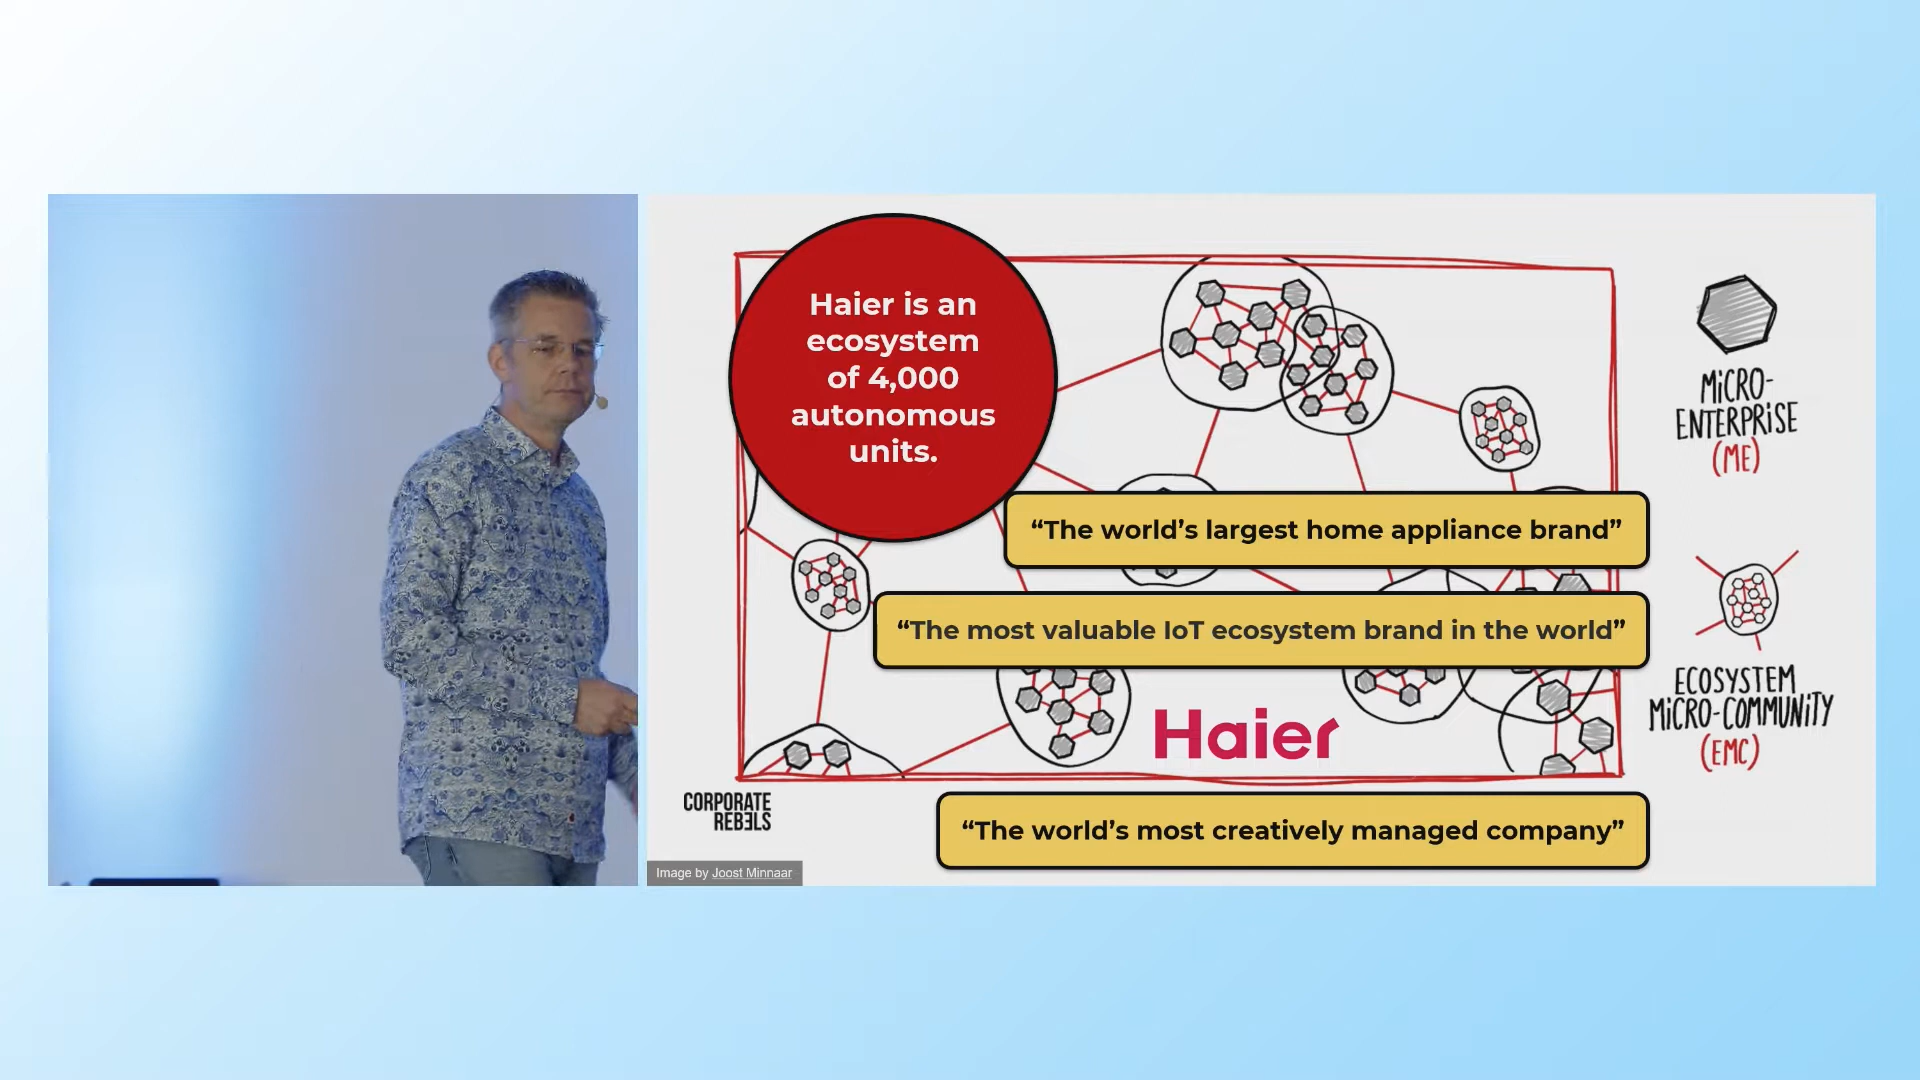 Haier is an
ecosystem
of 4,000
autonomous
units.
“The world’s largest home appliance brand”
“The most valuable IoT ecosystem brand in the world”
Haier
“The world’s most creatively managed company”
MiCRO-
ENTERPRiSE
(ME)
ECOSYSTEM
MiCRO-COMMUNiTY
(EMC)
CORPORATE
REBELS
Image by Joost Minnaar